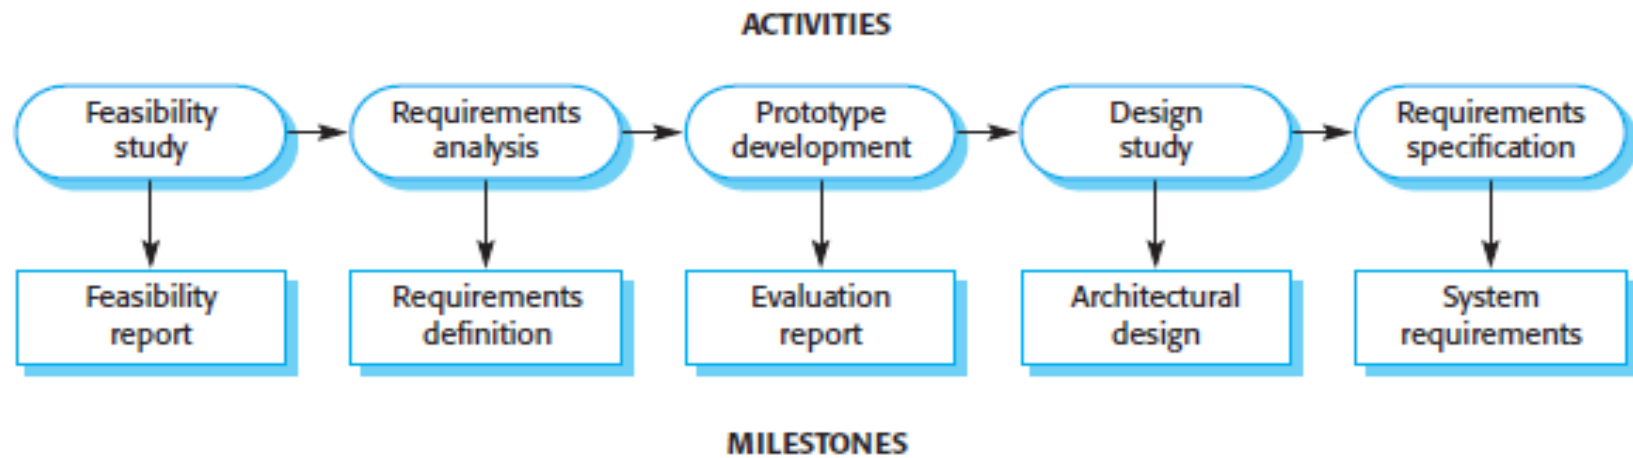 ACTIVITIES
Feasibility
study
Requirements
analysis
Prototype
development
Design
study
Requirements
specification
Feasibility
report
Requirements
definition
Evaluation
report
Architectural
design
System
requirements
MILESTONES